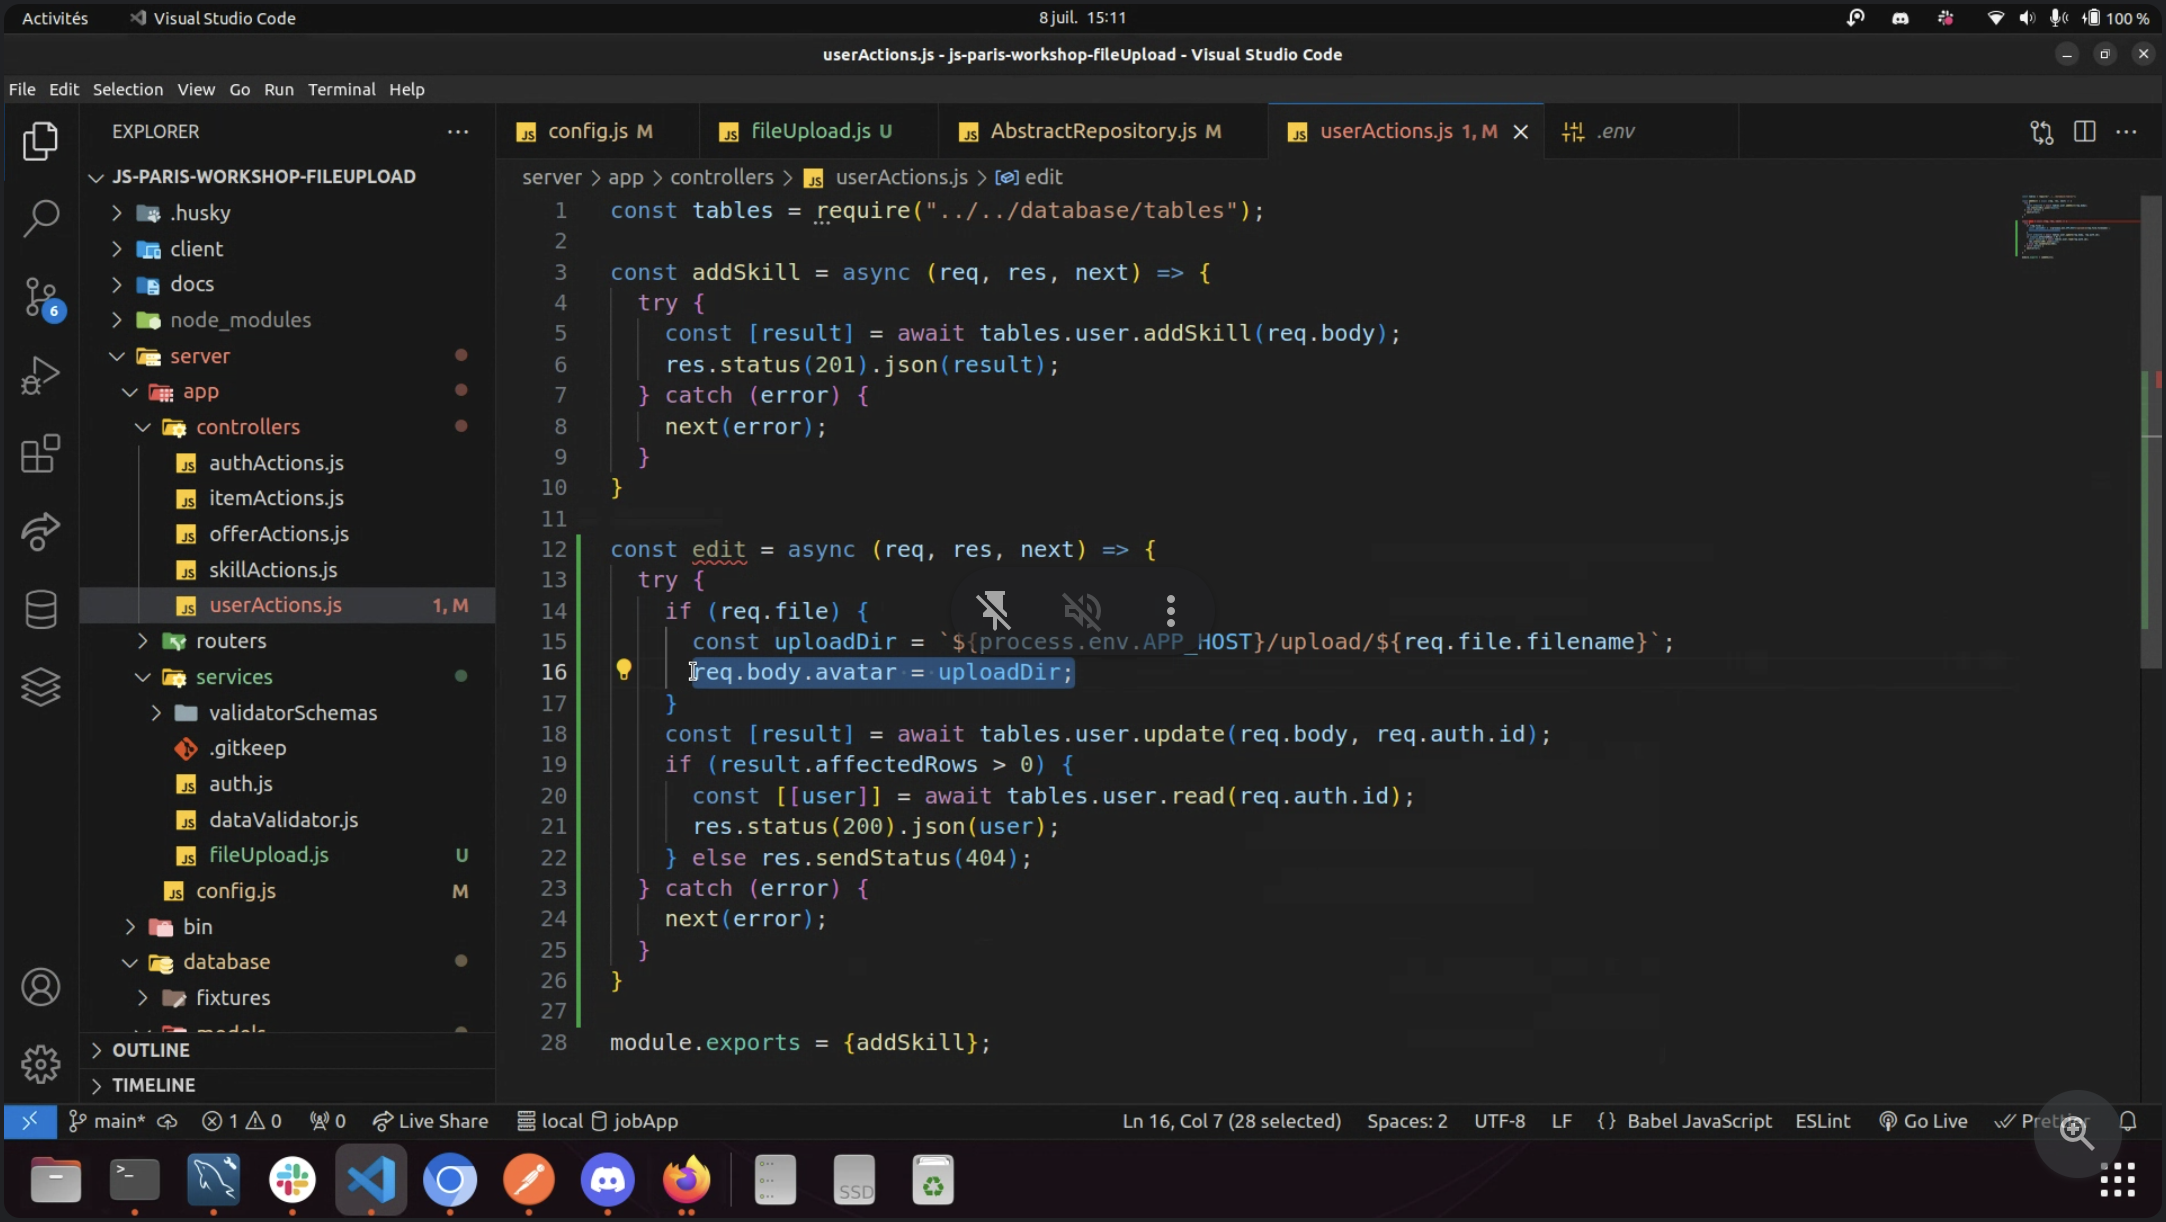 Activités
Visual Studio Code
8 juil. 15:11
100 %
userActions.js - js-paris-workshop-fileUpload - Visual Studio Code
File Edit Selection View Go Run Terminal Help
EXPLORER
JS-PARIS-WORKSHOP-FILEUPLOAD
.husky
client
docs
node_modules
server
app
controllers
authActions.js
itemActions.js
offerActions.js
skillActions.js
userActions.js 1, M
routers
services
validatorSchemas
.gitkeep
auth.js
dataValidator.js
fileUpload.js U
config.js M
bin
database
fixtures
models
OUTLINE
TIMELINE
6
config.js M
fileUpload.js U
AbstractRepository.js M
userActions.js 1, M
.env
server > app > controllers > JS userActions.js > edit
1 const tables = require("../../database/tables");
2
3 const addSkill = async (req, res, next) => {
4 try {
5 const [result] = await tables.user.addSkill(req.body);
6 res.status(201).json(result);
7 } catch (error) {
8 next(error);
9 }
10 }
11
12 const edit = async (req, res, next) => {
13 try {
14 if (req.file) {
15 const uploadDir = `${process.env.APP_HOST}/upload/${req.file.filename}`;
16 req.body.avatar = uploadDir;
17 }
18 const [result] = await tables.user.update(req.body, req.auth.id);
19 if (result.affectedRows > 0) {
20 const [[user]] = await tables.user.read(req.auth.id);
21 res.status(200).json(user);
22 } else res.sendStatus(404);
23 } catch (error) {
24 next(error);
25 }
26 }
27
28 module.exports = {addSkill};
main* 1 0 0 Live Share local jobApp
Ln 16, Col 7 (28 selected) Spaces: 2 UTF-8 LF {} Babel JavaScript ESLint Go Live
SSD